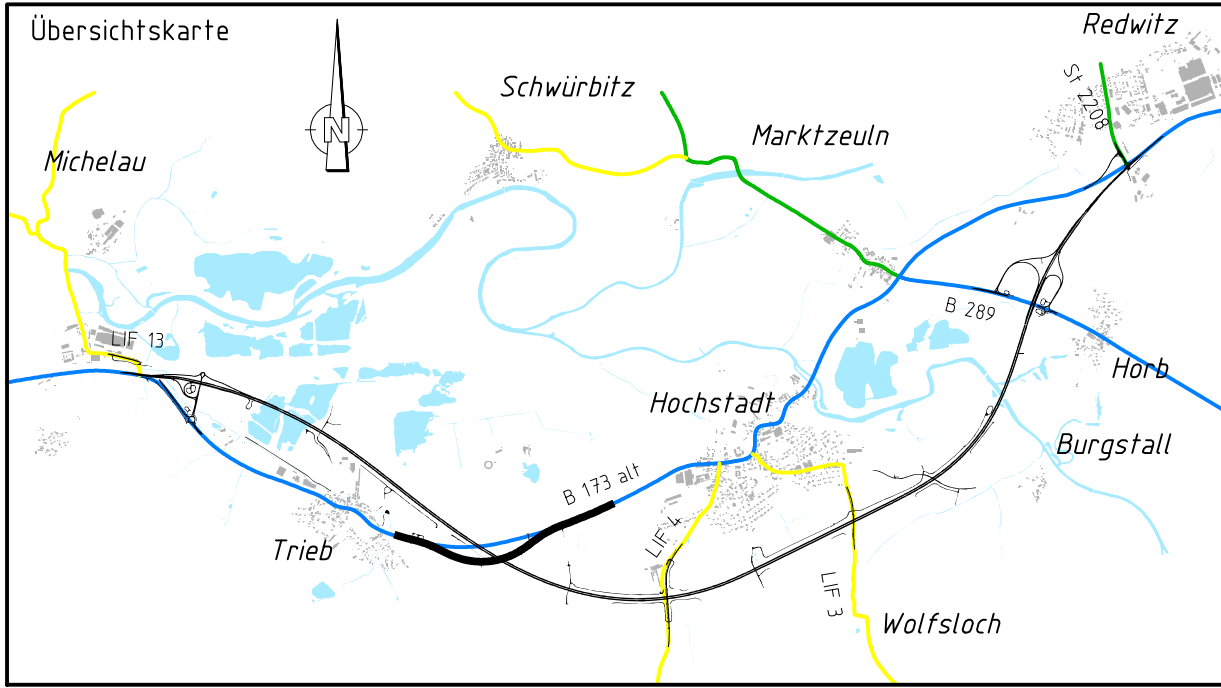 Übersichtskarte
Redwitz
Schwürbitz
St 2208
Marktzeuln
N
Michelau
B 289
LIF 13
Horb
Hochstadt
Burgstall
B 173 alt
LIF 4
Trieb
LIF 3
Wolfsloch